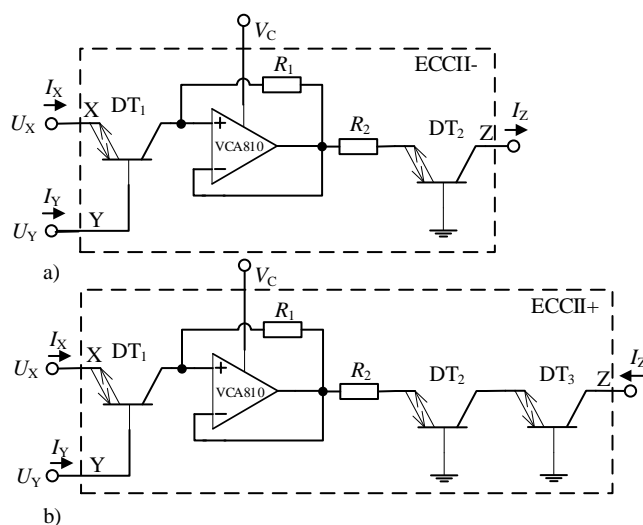 V_C
I_X
X
DT_1
R_1
ECCII-
U_X
+
VCA810
−
R_2
DT_2
Z
I_Z
I_Y
Y
U_Y
a)
V_C
I_X
X
DT_1
R_1
ECCII+
U_X
+
VCA810
−
R_2
DT_2
DT_3
Z
I_Z
I_Y
Y
U_Y
b)